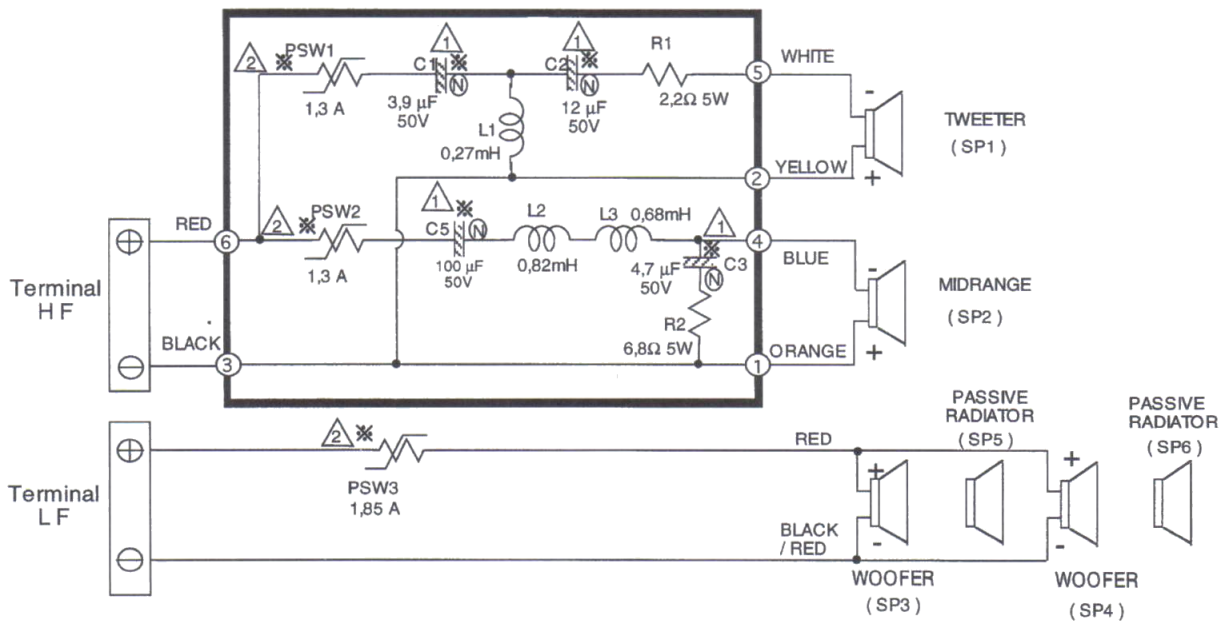 PSW1
2
※
1,3 A
1
※
C1
N
3,9 µF
50V
1
※
C2
N
12 µF
50V
R1
2,2Ω 5W
5
WHITE
-
TWEETER
( SP1 )
+
L1
0,27mH
2
YELLOW
RED
6
2
※
PSW2
1,3 A
1
※
C5
N
100 µF
50V
L2
0,82mH
L3
0,68mH
1
※
C3
N
4,7 µF
50V
R2
6,8Ω 5W
4
BLUE
-
MIDRANGE
( SP2 )
+
Terminal
H F
+
−
BLACK
3
1
ORANGE
Terminal
L F
+
−
2
※
PSW3
1,85 A
RED
BLACK
/ RED
+
-
WOOFER
( SP3 )
PASSIVE
RADIATOR
( SP5 )
+
-
WOOFER
( SP4 )
PASSIVE
RADIATOR
( SP6 )